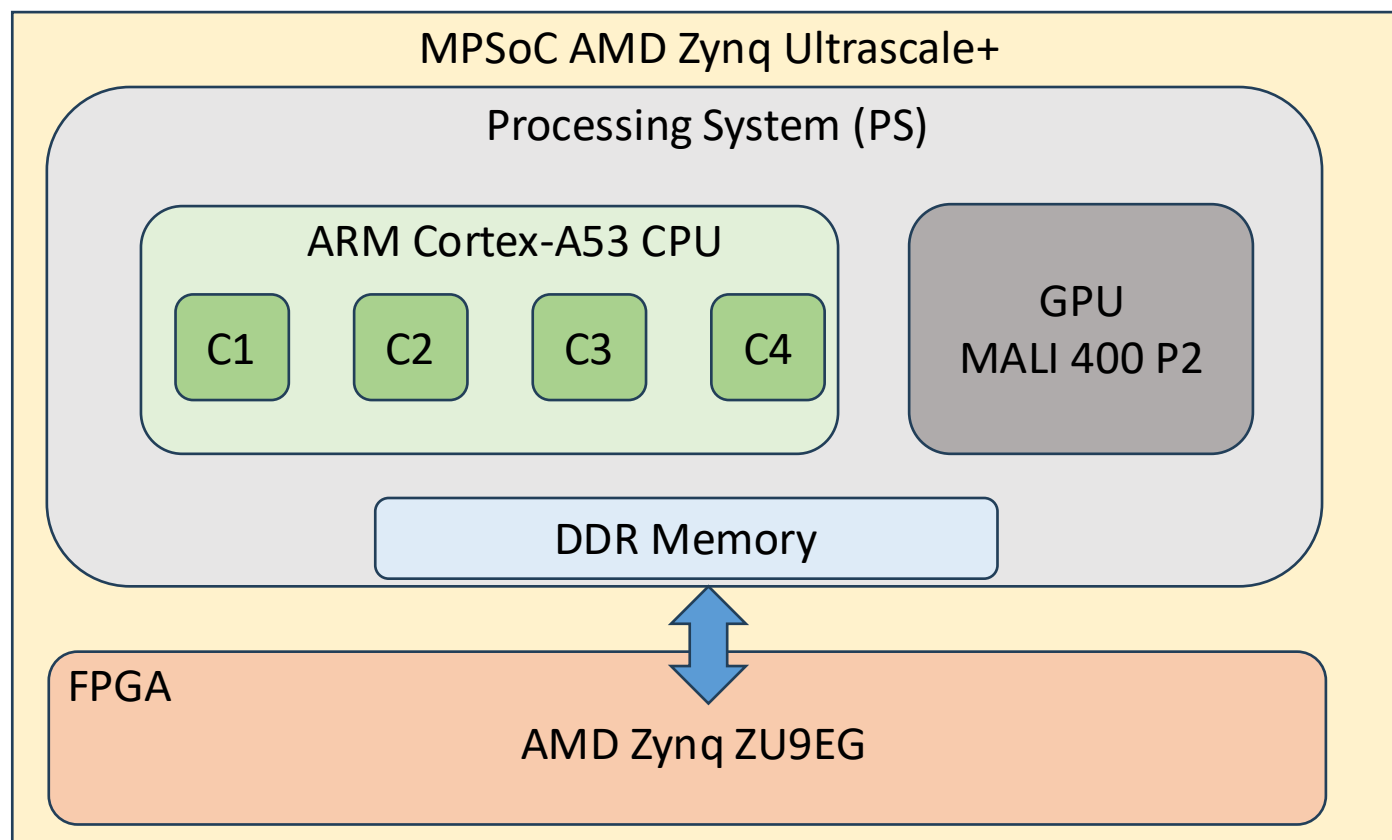 MPSoC AMD Zynq Ultrascale+
Processing System (PS)
ARM Cortex-A53 CPU
C1
C2
C3
C4
GPU
MALI 400 P2
DDR Memory
FPGA
AMD Zynq ZU9EG